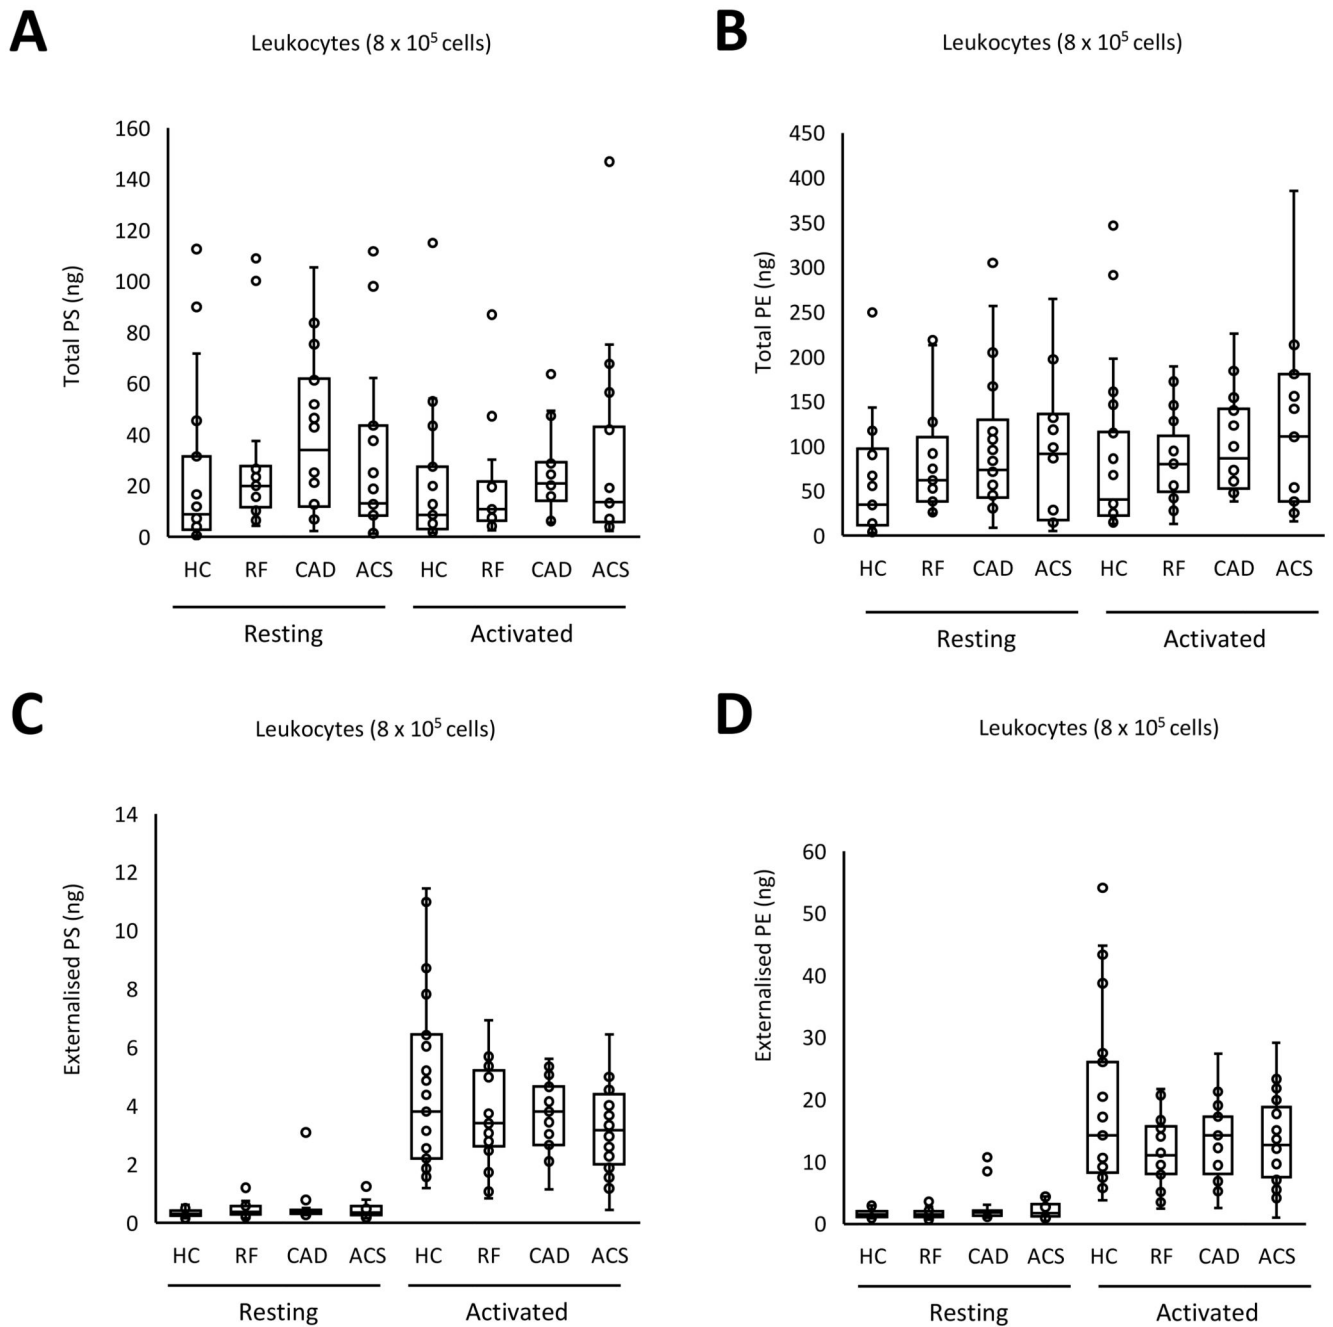 A
Leukocytes (8 x 10⁵ cells)
Total PS (ng)
160
140
120
100
80
60
40
20
0
HC RF CAD ACS HC RF CAD ACS
Resting Activated
B
Leukocytes (8 x 10⁵ cells)
Total PE (ng)
450
400
350
300
250
200
150
100
50
0
HC RF CAD ACS HC RF CAD ACS
Resting Activated
C
Leukocytes (8 x 10⁵ cells)
Externalised PS (ng)
14
12
10
8
6
4
2
0
HC RF CAD ACS HC RF CAD ACS
Resting Activated
D
Leukocytes (8 x 10⁵ cells)
Externalised PE (ng)
60
50
40
30
20
10
0
HC RF CAD ACS HC RF CAD ACS
Resting Activated